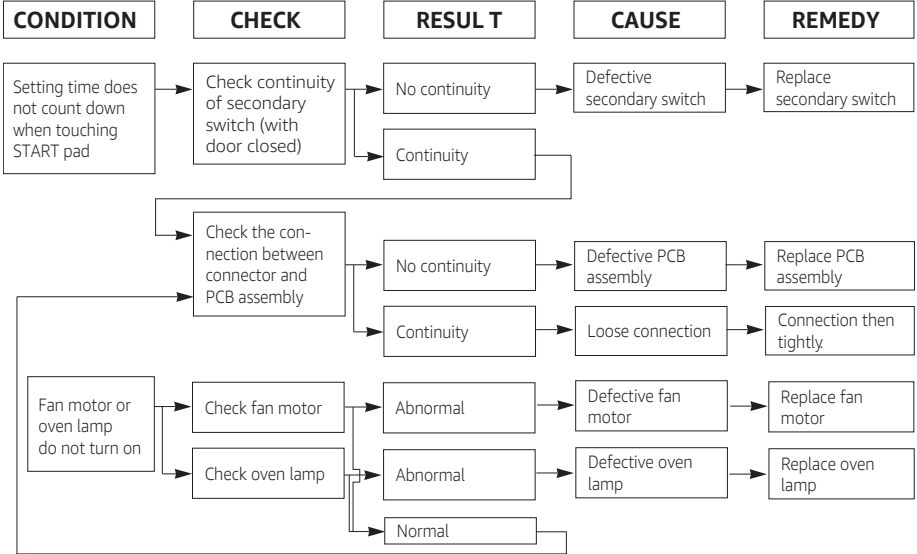 CONDITION
CHECK
RESUL T
CAUSE
REMEDY
Setting time does
not count down
when touching
START pad
Check continuity
of secondary
switch (with
door closed)
No continuity
Defective
secondary switch
Replace
secondary switch
Continuity
Check the con-
nection between
connector and
PCB assembly
No continuity
Defective PCB
assembly
Replace PCB
assembly
Continuity
Loose connection
Connection then
tightly.
Fan motor or
oven lamp
do not turn on
Check fan motor
Abnormal
Defective fan
motor
Replace fan
motor
Check oven lamp
Abnormal
Defective oven
lamp
Replace oven
lamp
Normal